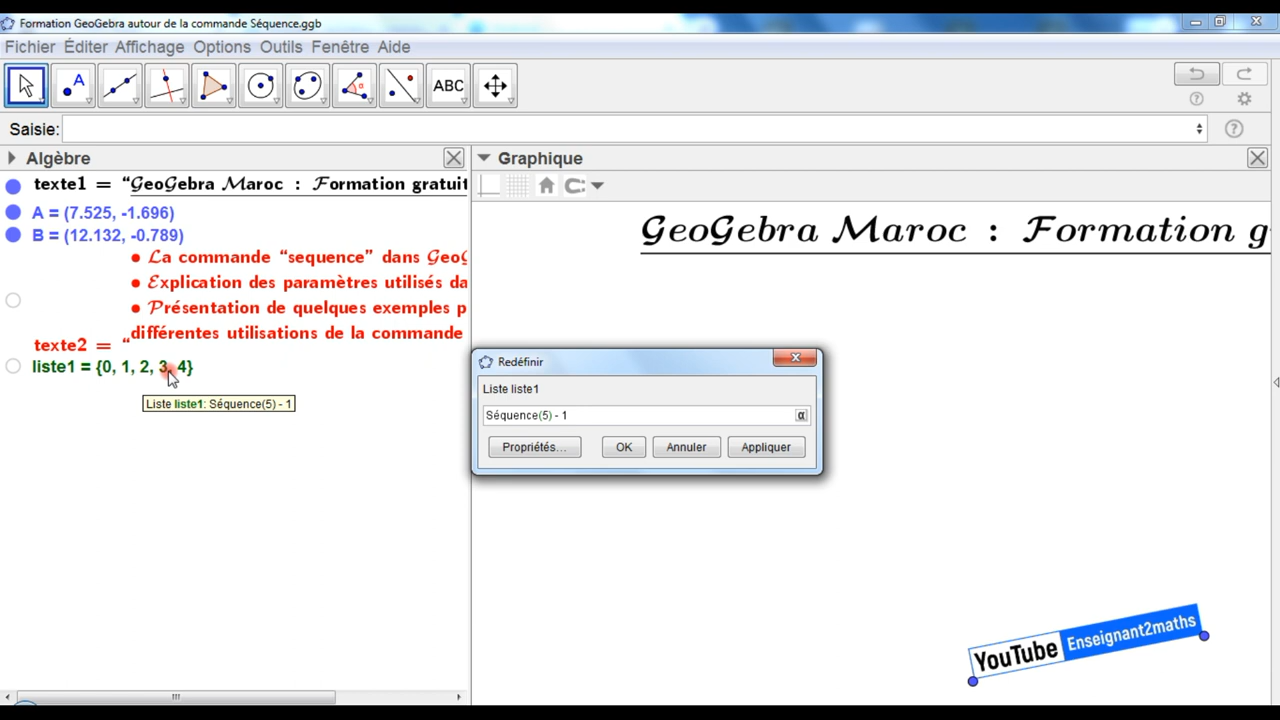 Formation GeoGebra autour de la commande Séquence.ggb
Fichier Éditer Affichage Options Outils Fenêtre Aide
A
ABC
Saisie:
Algèbre
Graphique
texte1 = “GeoGebra Maroc : Formation gratuit
A = (7.525, -1.696)
B = (12.132, -0.789)
• La commande “sequence” dans Geo
• Explication des paramètres utilisés da
• Présentation de quelques exemples p
différentes utilisations de la commande
texte2 = “
liste1 = {0, 1, 2, 3, 4}
Liste liste1: Séquence(5) - 1
GeoGebra Maroc : Formation g
Redéfinir
Liste liste1
Séquence(5) - 1
α
Propriétés... OK Annuler Appliquer
YouTube Enseignant2maths